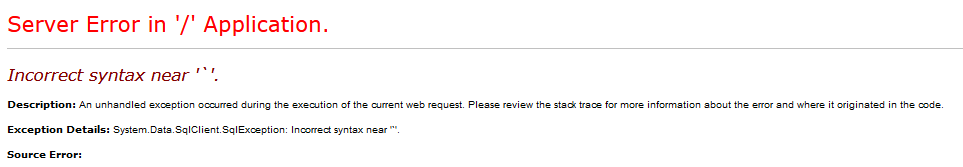 Server Error in '/' Application.
Incorrect syntax near '`'.
Description: An unhandled exception occurred during the execution of the current web request. Please review the stack trace for more information about the error and where it originated in the code.
Exception Details: System.Data.SqlClient.SqlException: Incorrect syntax near '`'.
Source Error: